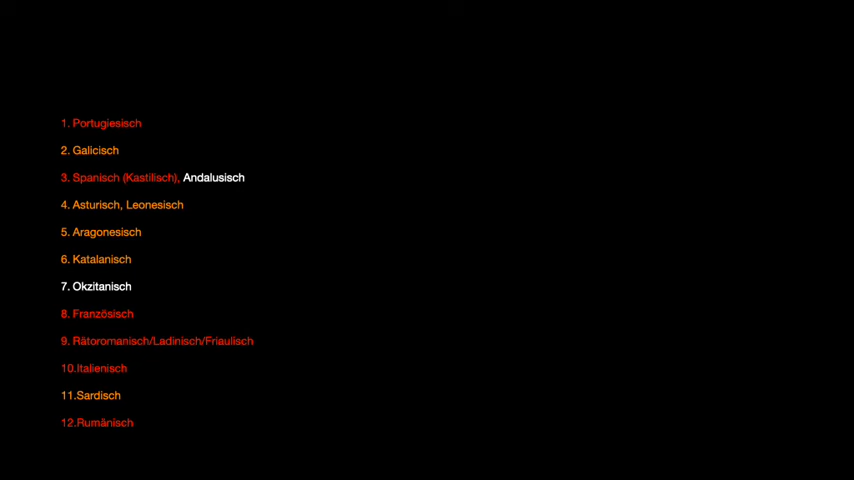 1. Portugiesisch
2. Galicisch
3. Spanisch (Kastilisch), Andalusisch
4. Asturisch, Leonesisch
5. Aragonesisch
6. Katalanisch
7. Okzitanisch
8. Französisch
9. Rätoromanisch/Ladinisch/Friaulisch
10.Italienisch
11.Sardisch
12.Rumänisch